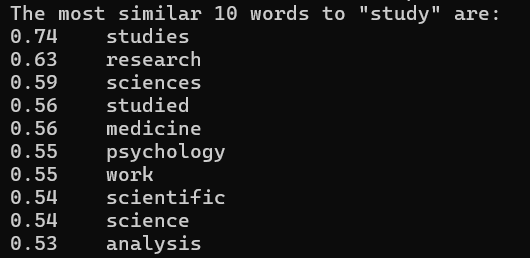 The most similar 10 words to "study" are:
0.74    studies
0.63    research
0.59    sciences
0.56    studied
0.56    medicine
0.55    psychology
0.55    work
0.54    scientific
0.54    science
0.53    analysis